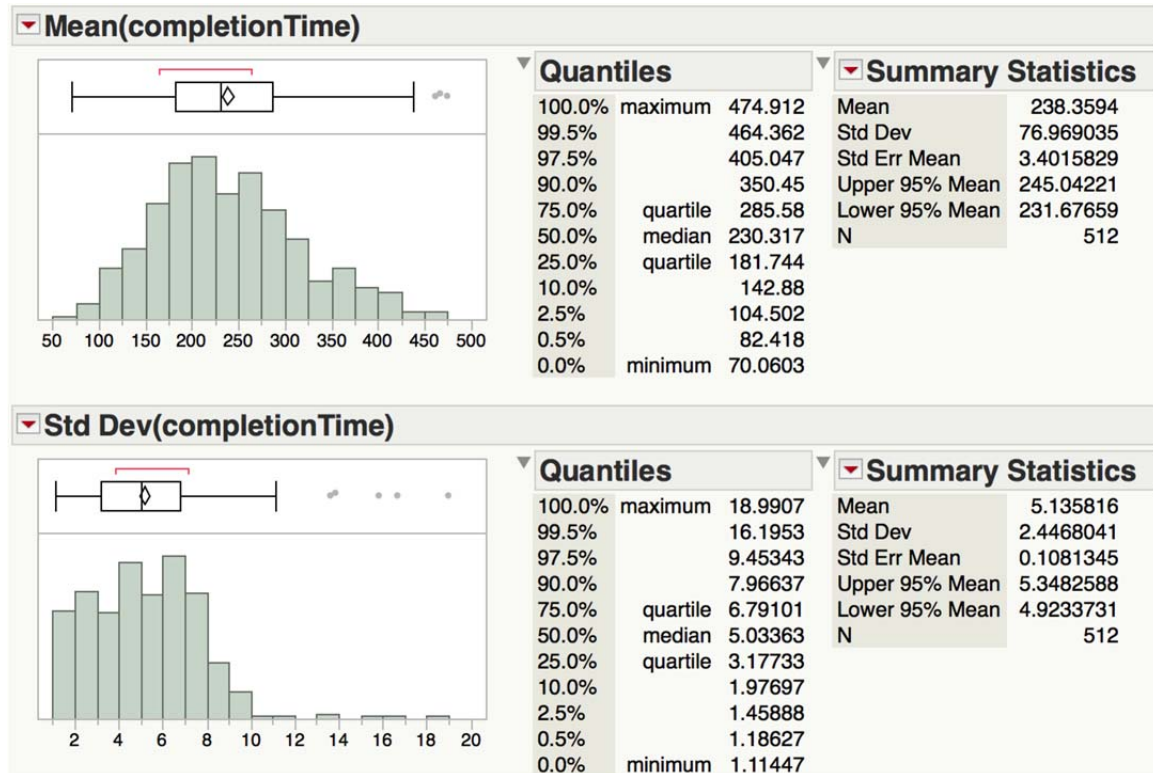 Mean(completionTime)
50 100 150 200 250 300 350 400 450 500
Quantiles
100.0% maximum 474.912
99.5% 464.362
97.5% 405.047
90.0% 350.45
75.0% quartile 285.58
50.0% median 230.317
25.0% quartile 181.744
10.0% 142.88
2.5% 104.502
0.5% 82.418
0.0% minimum 70.0603
Summary Statistics
Mean 238.3594
Std Dev 76.969035
Std Err Mean 3.4015829
Upper 95% Mean 245.04221
Lower 95% Mean 231.67659
N 512
Std Dev(completionTime)
2 4 6 8 10 12 14 16 18 20
Quantiles
100.0% maximum 18.9907
99.5% 16.1953
97.5% 9.45343
90.0% 7.96637
75.0% quartile 6.79101
50.0% median 5.03363
25.0% quartile 3.17733
10.0% 1.97697
2.5% 1.45888
0.5% 1.18627
0.0% minimum 1.11447
Summary Statistics
Mean 5.135816
Std Dev 2.4468041
Std Err Mean 0.1081345
Upper 95% Mean 5.3482588
Lower 95% Mean 4.9233731
N 512